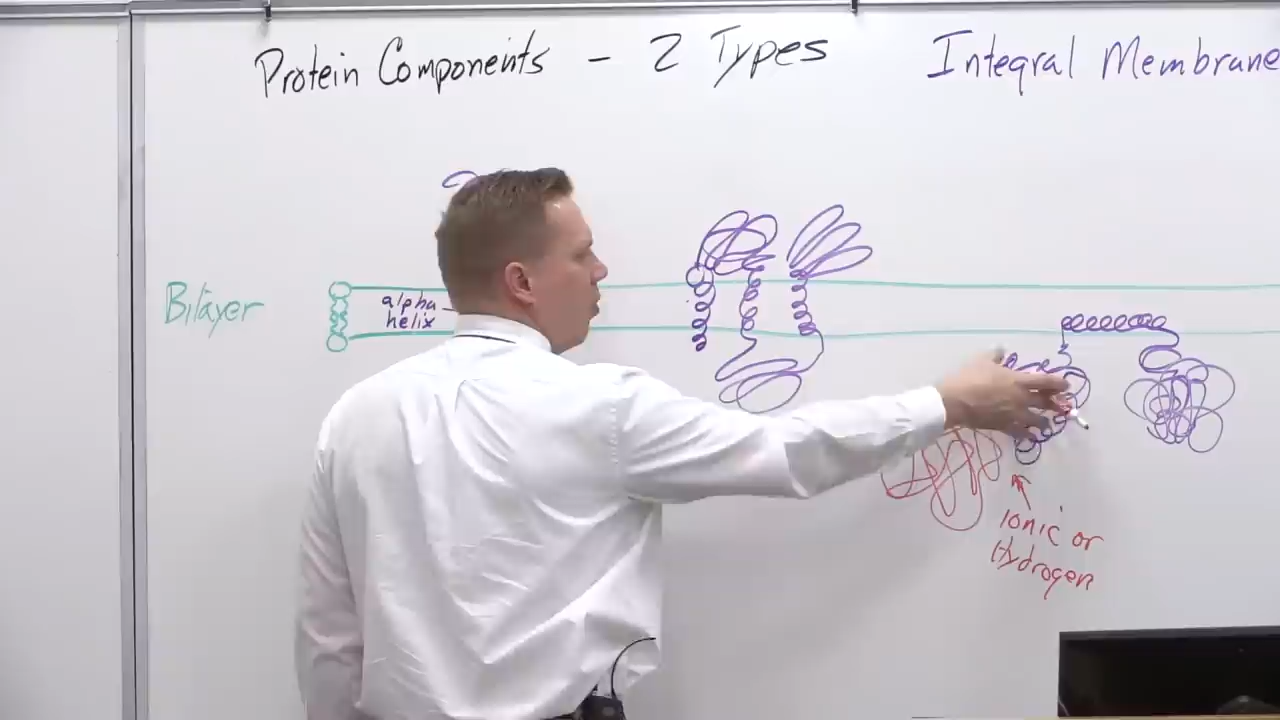 Protein Components - 2 Types
Integral Membrane
Bilayer
alpha
helix
Ionic or
Hydrogen